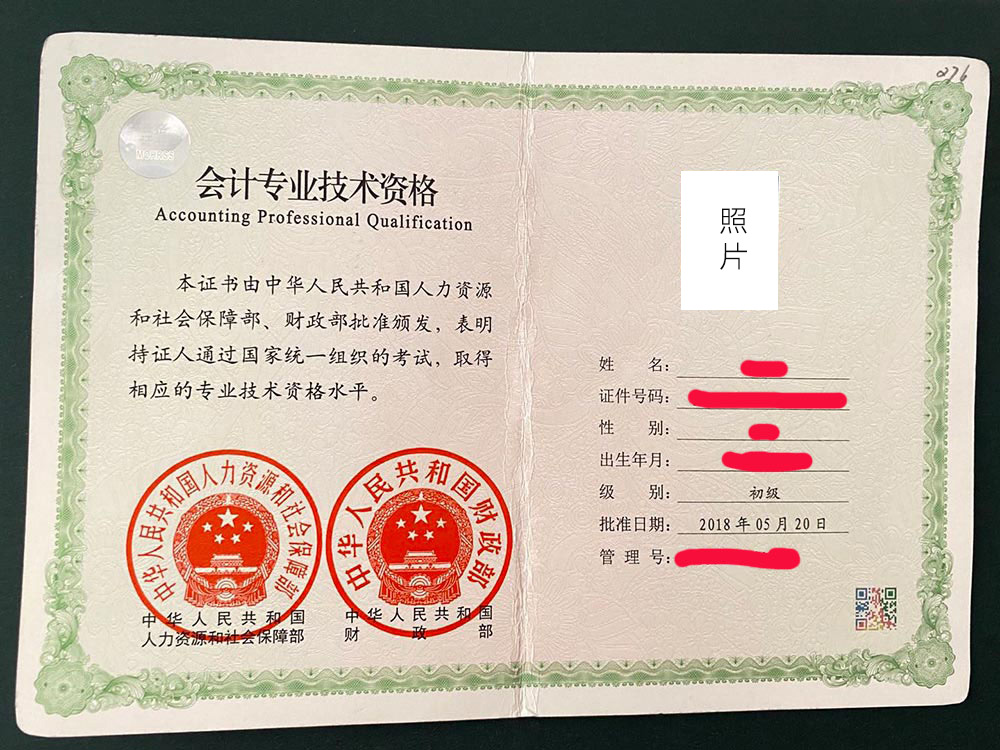 会计专业技术资格
Accounting Professional Qualification
本证书由中华人民共和国人力资源
和社会保障部、财政部批准颁发，表明
持证人通过国家统一组织的考试，取得
相应的专业技术资格水平。
中华人民共和国人力资源和社会保障部
中华人民共和国财政部
中华人民共和国
人力资源和社会保障部
中华人民共和国
财政部
276
照
片
姓名：
证件号码：
性别：
出生年月：
级别：初级
批准日期：2018年05月20日
管理号：